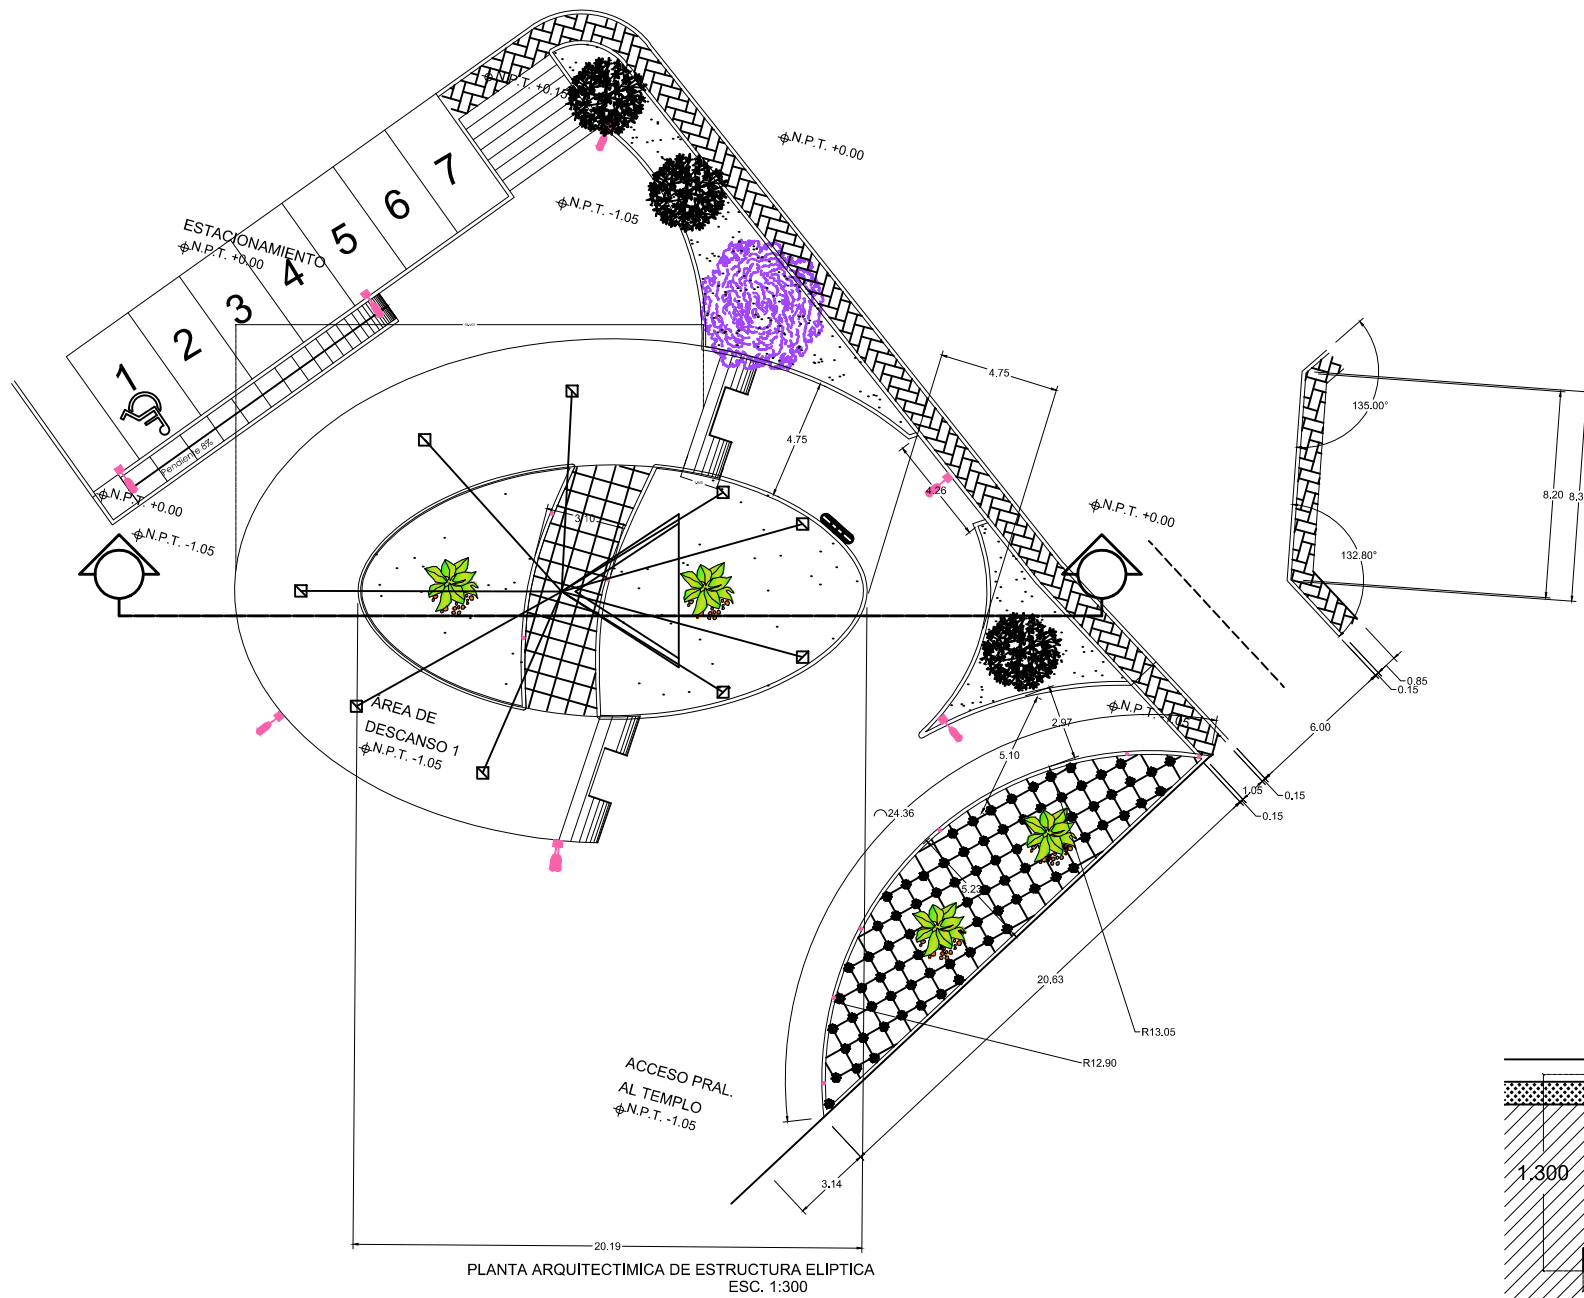 N.P.T. +0.15
N.P.T. +0.00
N.P.T. -1.05
7
6
5
4
3
2
1
ESTACIONAMIENTO
N.P.T. +0.00
Pendiente 8%
N.P.T. +0.00
N.P.T. -1.05
4.75
4.75
4.26
3.10
N.P.T. +0.00
135.00°
132.80°
8.20
8.3
0.85
0.15
6.00
0.15
1.05
0.15
AREA DE
DESCANSO 1
N.P.T. -1.05
N.P.T.
2.97
5.10
24.36
5.23
20.63
R13.05
R12.90
ACCESO PRAL.
AL TEMPLO
N.P.T. -1.05
3.14
1.300
20.19
PLANTA ARQUITECTIMICA DE ESTRUCTURA ELIPTICA
ESC. 1:300